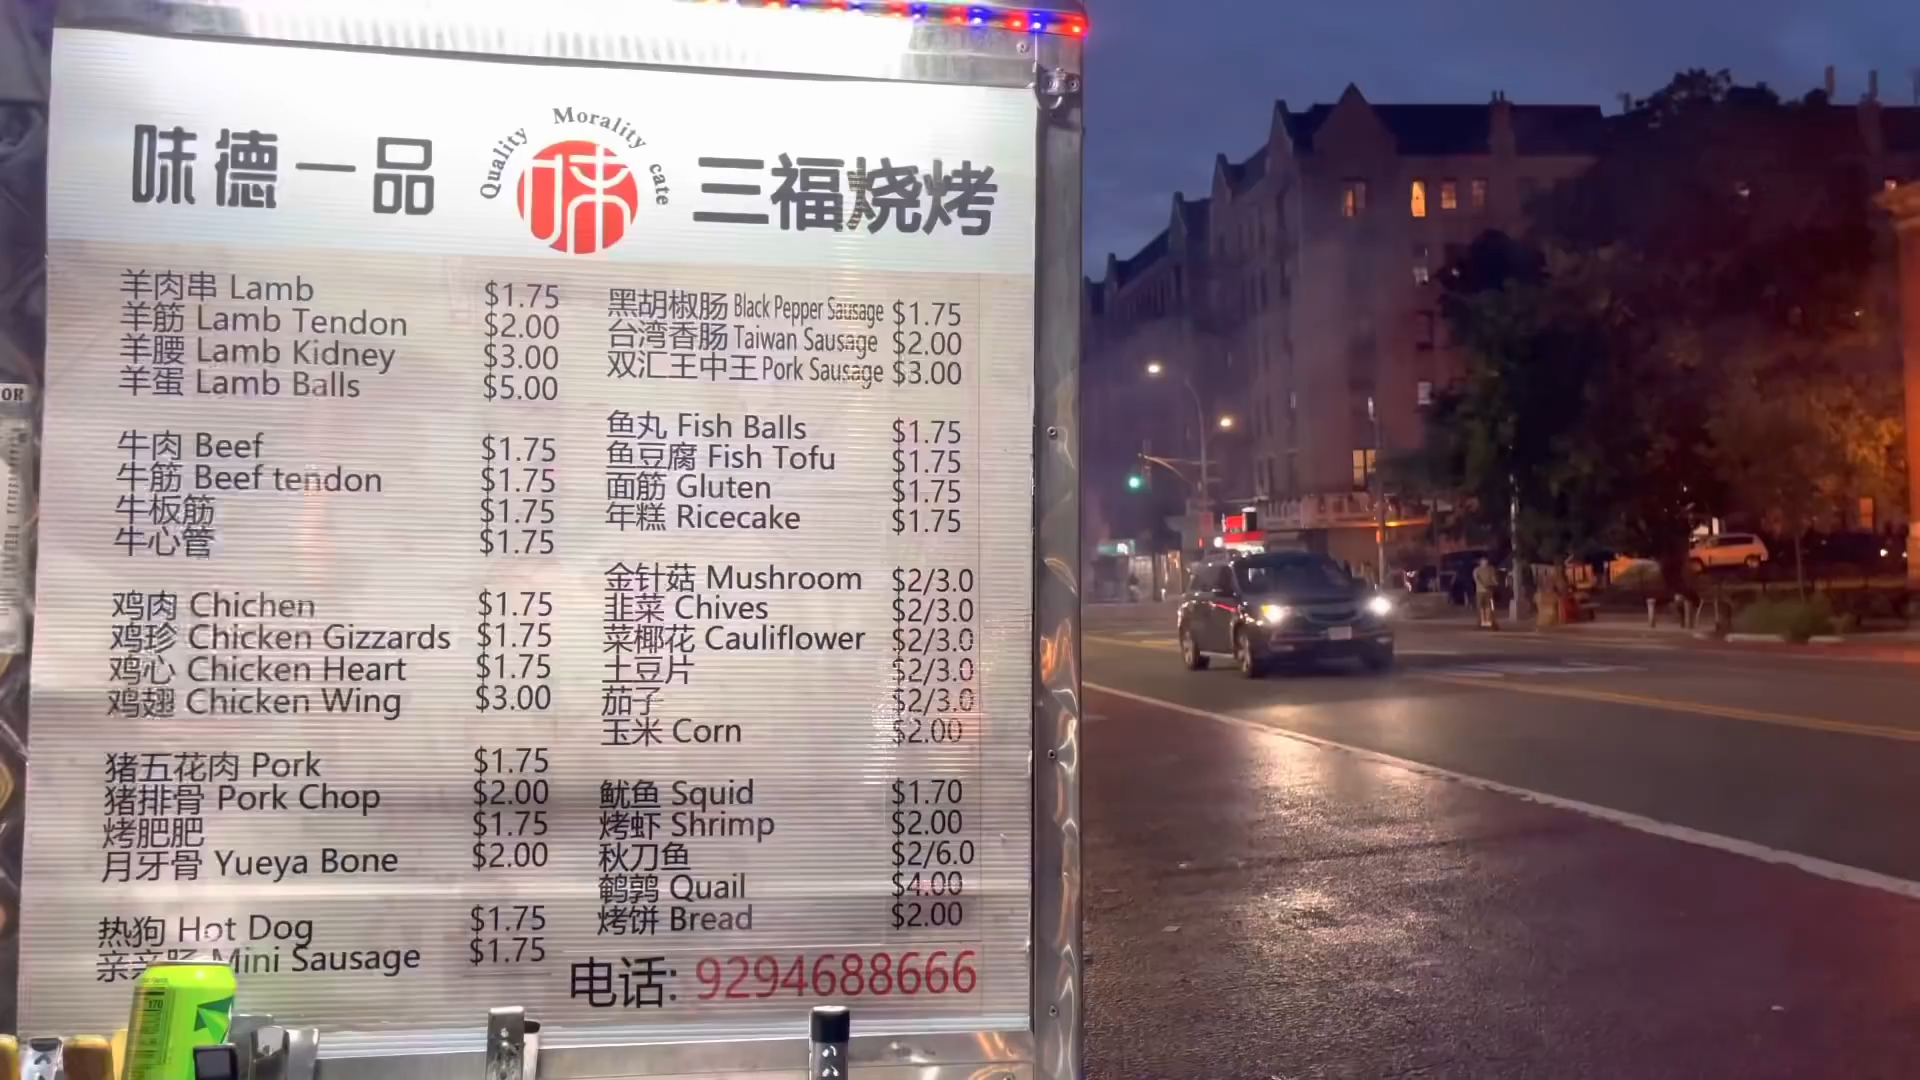 味德一品
Quality Morality cate
味
三福烧烤
羊肉串 Lamb $1.75
羊筋 Lamb Tendon $2.00
羊腰 Lamb Kidney $3.00
羊蛋 Lamb Balls $5.00
牛肉 Beef $1.75
牛筋 Beef tendon $1.75
牛板筋 $1.75
牛心管 $1.75
鸡肉 Chichen $1.75
鸡珍 Chicken Gizzards $1.75
鸡心 Chicken Heart $1.75
鸡翅 Chicken Wing $3.00
猪五花肉 Pork $1.75
猪排骨 Pork Chop $2.00
烤肥肥 $1.75
月牙骨 Yueya Bone $2.00
热狗 Hot Dog $1.75
亲亲肠 Mini Sausage $1.75
黑胡椒肠 Black Pepper Sausage $1.75
台湾香肠 Taiwan Sausage $2.00
双汇王中王 Pork Sausage $3.00
鱼丸 Fish Balls $1.75
鱼豆腐 Fish Tofu $1.75
面筋 Gluten $1.75
年糕 Ricecake $1.75
金针菇 Mushroom $2/3.0
韭菜 Chives $2/3.0
菜椰花 Cauliflower $2/3.0
土豆片 $2/3.0
茄子 $2/3.0
玉米 Corn $2.00
鱿鱼 Squid $1.70
烤虾 Shrimp $2.00
秋刀鱼 $2/6.0
鹌鹑 Quail $4.00
烤饼 Bread $2.00
电话: 9294688666
170
OR